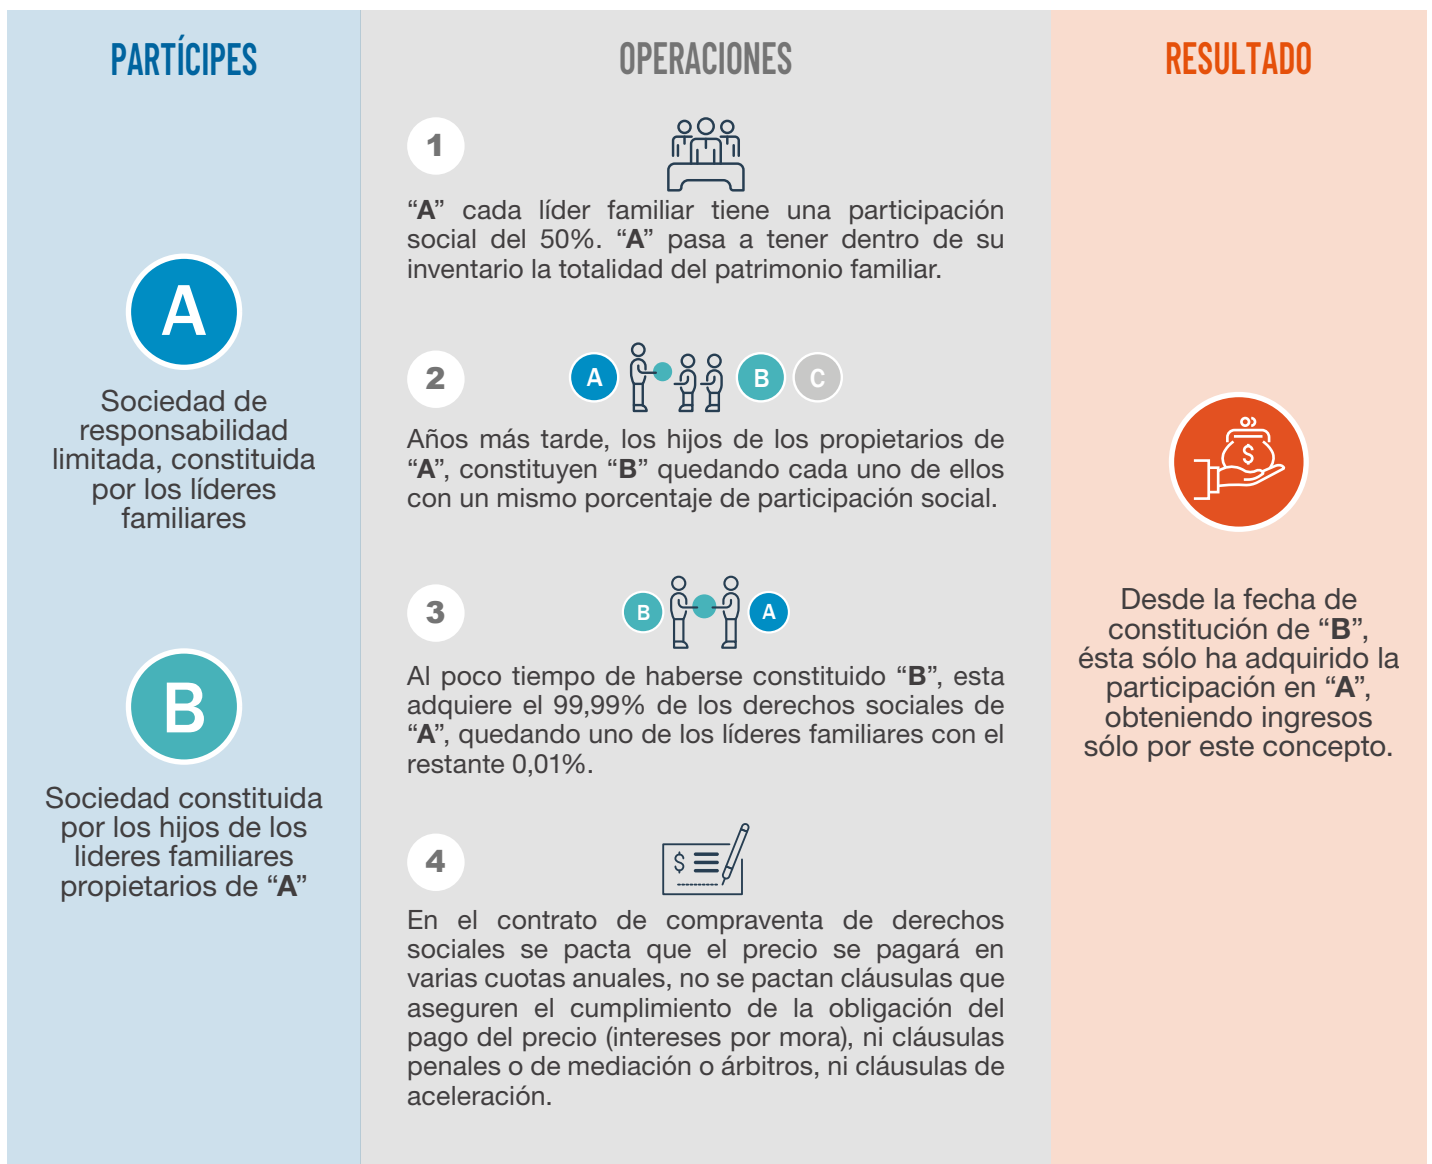 PARTÍCIPES
A
Sociedad de
responsabilidad
limitada, constituida
por los líderes
familiares
B
Sociedad constituida
por los hijos de los
lideres familiares
propietarios de “A”
OPERACIONES
1
“A” cada líder familiar tiene una participación
social del 50%. “A” pasa a tener dentro de su
inventario la totalidad del patrimonio familiar.
2
A B C
Años más tarde, los hijos de los propietarios de
“A”, constituyen “B” quedando cada uno de ellos
con un mismo porcentaje de participación social.
3
B A
Al poco tiempo de haberse constituido “B”, esta
adquiere el 99,99% de los derechos sociales de
“A”, quedando uno de los líderes familiares con el
restante 0,01%.
4
$
En el contrato de compraventa de derechos
sociales se pacta que el precio se pagará en
varias cuotas anuales, no se pactan cláusulas que
aseguren el cumplimiento de la obligación del
pago del precio (intereses por mora), ni cláusulas
penales o de mediación o árbitros, ni cláusulas de
aceleración.
RESULTADO
$
Desde la fecha de
constitución de “B”,
ésta sólo ha adquirido la
participación en “A”,
obteniendo ingresos
sólo por este concepto.